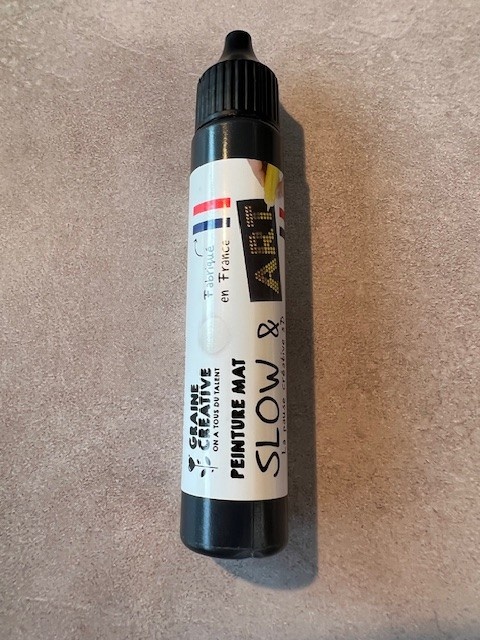 GRAINE
CREATIVE
ON A TOUS DU TALENT
Fabriqué
en France
PEINTURE MAT
SLOW &
ART
La pause créative